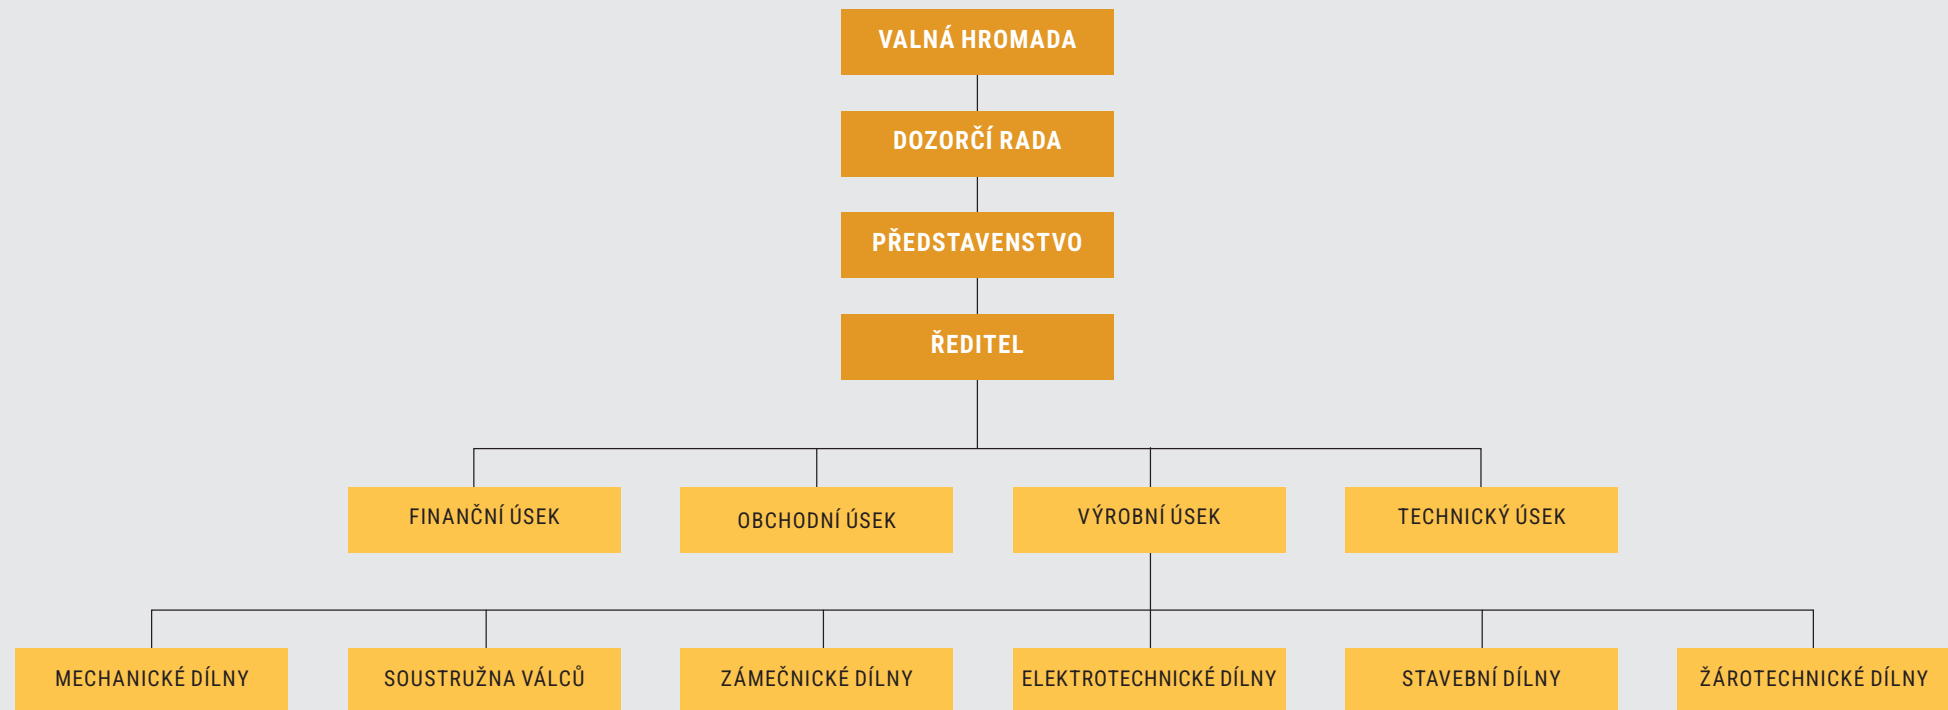 VALNÁ HROMADA
DOZORČÍ RADA
PŘEDSTAVENSTVO
ŘEDITEL
FINANČNÍ ÚSEK
OBCHODNÍ ÚSEK
VÝROBNÍ ÚSEK
TECHNICKÝ ÚSEK
MECHANICKÉ DÍLNY
SOUSTRUŽNA VÁLCŮ
ZÁMEČNICKÉ DÍLNY
ELEKTROTECHNICKÉ DÍLNY
STAVEBNÍ DÍLNY
ŽÁROTECHNICKÉ DÍLNY